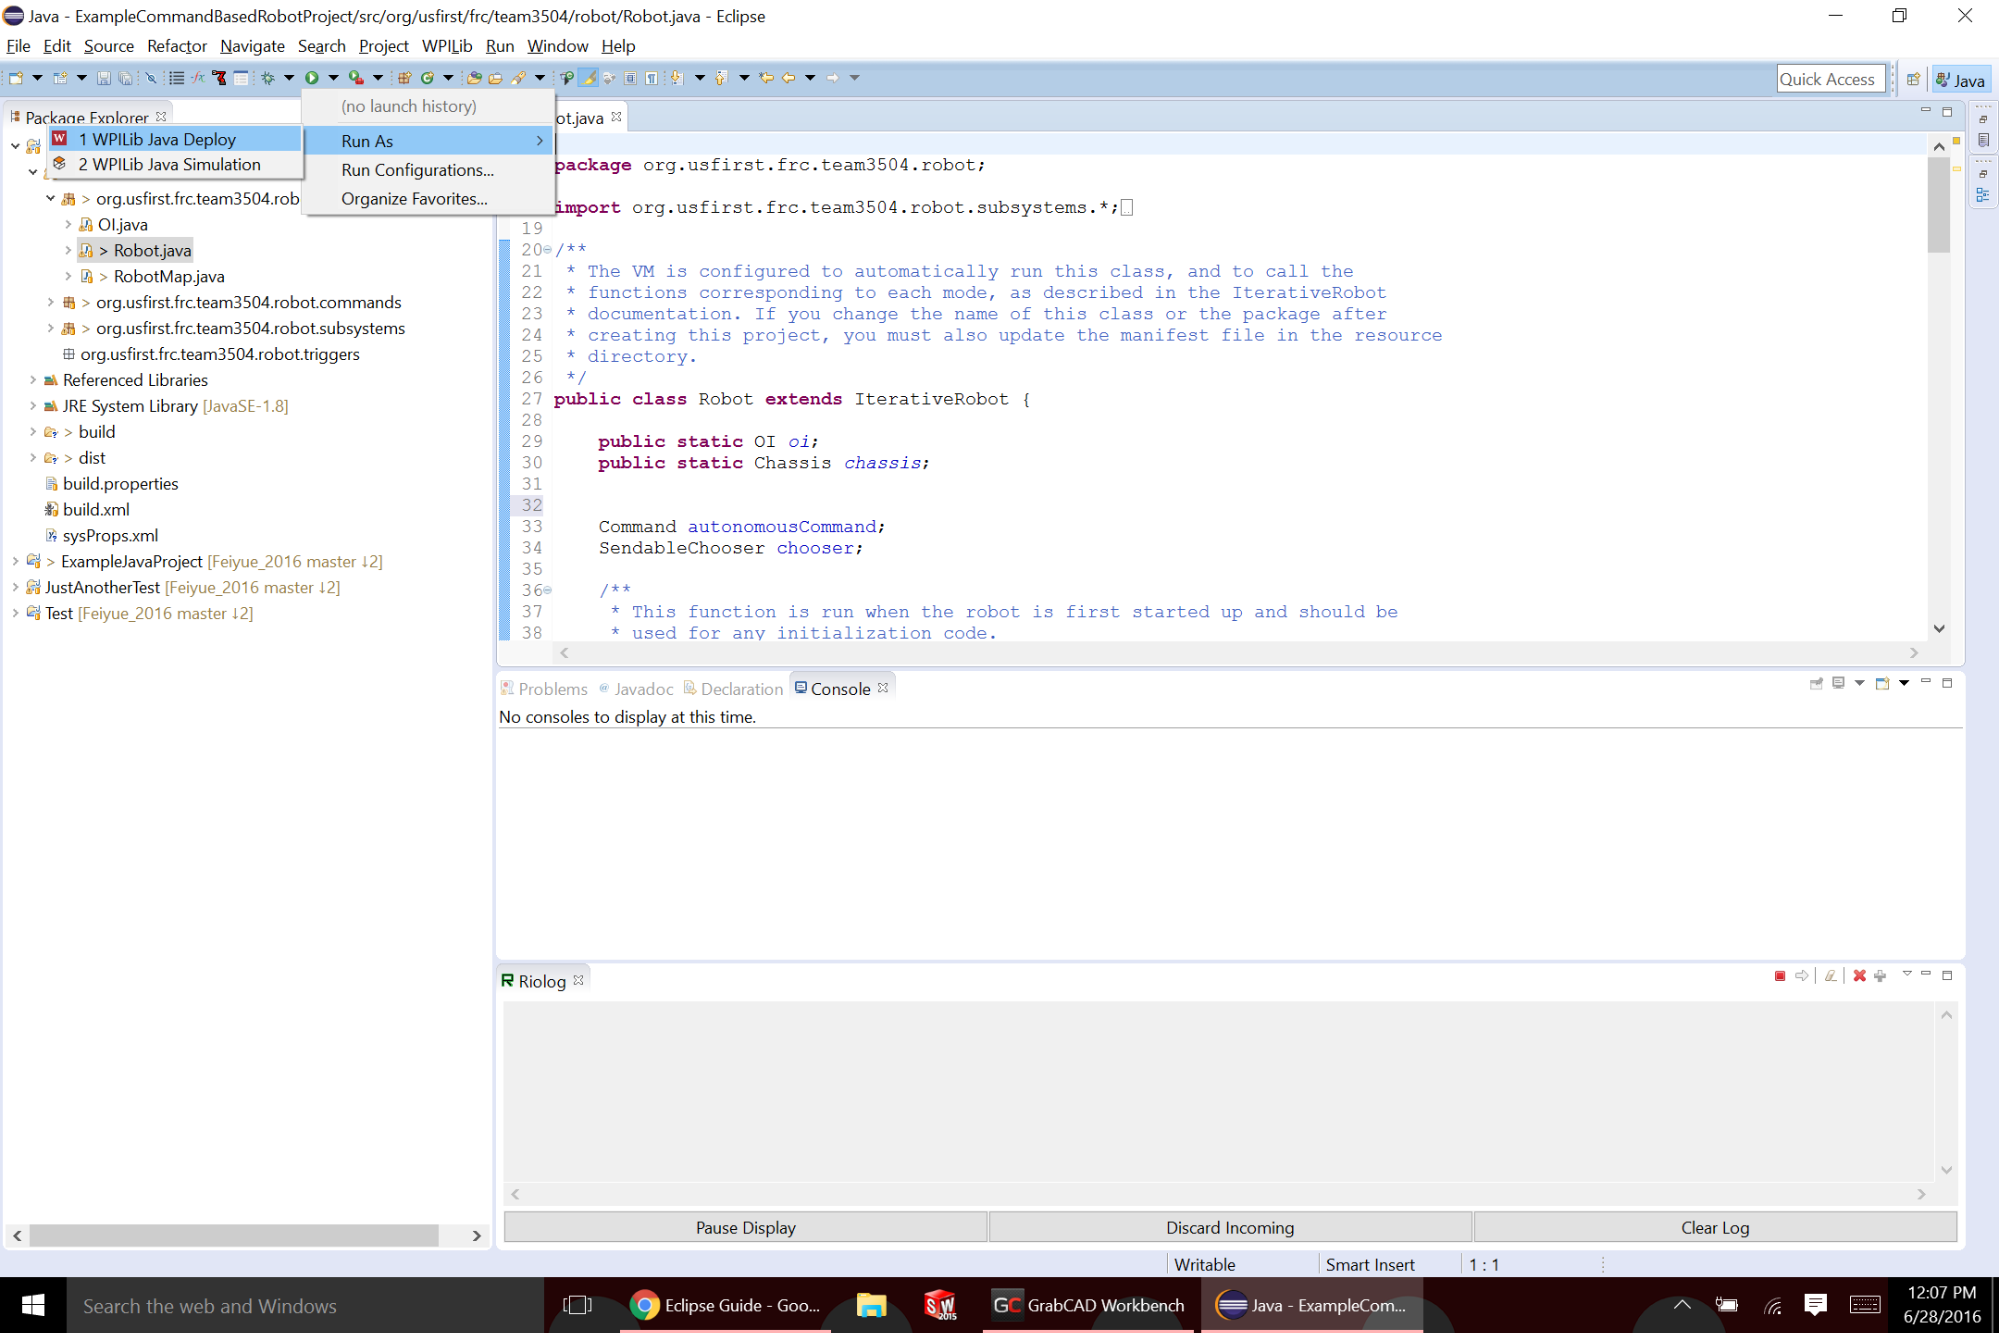 Java - ExampleCommandBasedRobotProject/src/org/usfirst/frc/team3504/robot/Robot.java - Eclipse
File Edit Source Refactor Navigate Search Project WPILib Run Window Help
Quick Access
Java
Package Explorer
(no launch history)
Run As
Run Configurations...
Organize Favorites...
1 WPILib Java Deploy
2 WPILib Java Simulation
> org.usfirst.frc.team3504.rob
OI.java
> Robot.java
> RobotMap.java
> org.usfirst.frc.team3504.robot.commands
> org.usfirst.frc.team3504.robot.subsystems
org.usfirst.frc.team3504.robot.triggers
Referenced Libraries
JRE System Library [JavaSE-1.8]
> build
> dist
build.properties
build.xml
sysProps.xml
> ExampleJavaProject [Feiyue_2016 master ↓2]
JustAnotherTest [Feiyue_2016 master ↓2]
Test [Feiyue_2016 master ↓2]
ot.java
package org.usfirst.frc.team3504.robot;
import org.usfirst.frc.team3504.robot.subsystems.*;
19
20 /**
21 * The VM is configured to automatically run this class, and to call the
22 * functions corresponding to each mode, as described in the IterativeRobot
23 * documentation. If you change the name of this class or the package after
24 * creating this project, you must also update the manifest file in the resource
25 * directory.
26 */
27 public class Robot extends IterativeRobot {
28
29 public static OI oi;
30 public static Chassis chassis;
31
32
33 Command autonomousCommand;
34 SendableChooser chooser;
35
36 /**
37 * This function is run when the robot is first started up and should be
38 * used for any initialization code.
Problems @ Javadoc Declaration Console
No consoles to display at this time.
R Riolog
Pause Display Discard Incoming Clear Log
Writable Smart Insert 1 : 1
Search the web and Windows
Eclipse Guide - Goo...
SW 2015
GC GrabCAD Workbench
Java - ExampleCom...
12:07 PM
6/28/2016